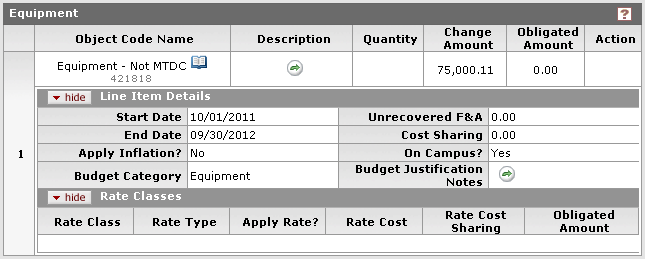 Equipment ?
Object Code Name Description Quantity Change Amount Obligated Amount Action
1 Equipment - Not MTDC 75,000.11 0.00
421818
hide Line Item Details
Start Date 10/01/2011 Unrecovered F&A 0.00
End Date 09/30/2012 Cost Sharing 0.00
Apply Inflation? No On Campus? Yes
Budget Category Equipment Budget Justification Notes
hide Rate Classes
Rate Class Rate Type Apply Rate? Rate Cost Rate Cost Sharing Obligated Amount